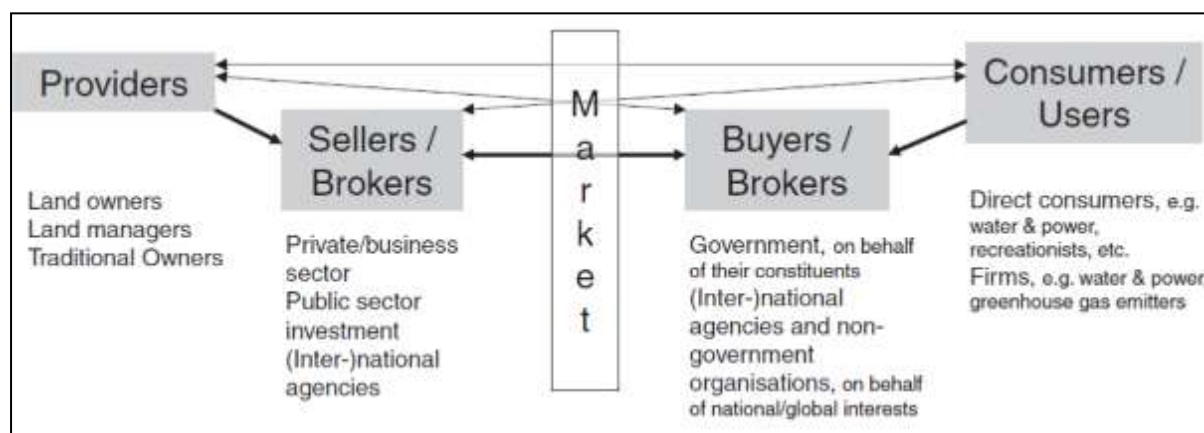 Providers
Land owners
Land managers
Traditional Owners
Sellers /
Brokers
Private/business
sector
Public sector
investment
(Inter-)national
agencies
M
a
r
k
e
t
Buyers /
Brokers
Government, on behalf
of their constituents
(Inter-)national
agencies and non-
government
organisations, on behalf
of national/global interests
Consumers /
Users
Direct consumers, e.g.
water & power,
recreationists, etc.
Firms, e.g. water & power
greenhouse gas emitters